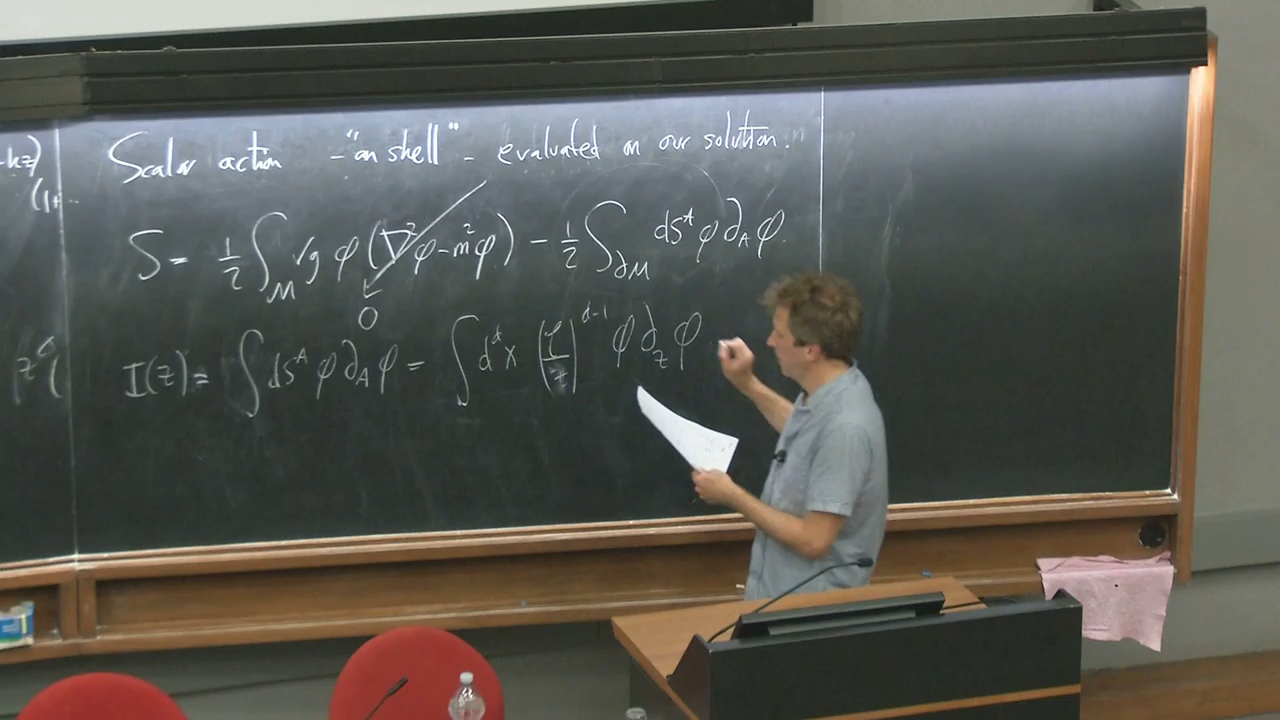 Scalar action - "on shell" - evaluated on our solution.
S = 1/2 ∫_M √g φ (∇²φ - m²φ) - 1/2 ∫_∂M dS^A φ ∂_A φ.
0
I(z) = ∫ dS^A φ ∂_A φ = ∫ d^d x (L/z)^{d-1} φ ∂_z φ